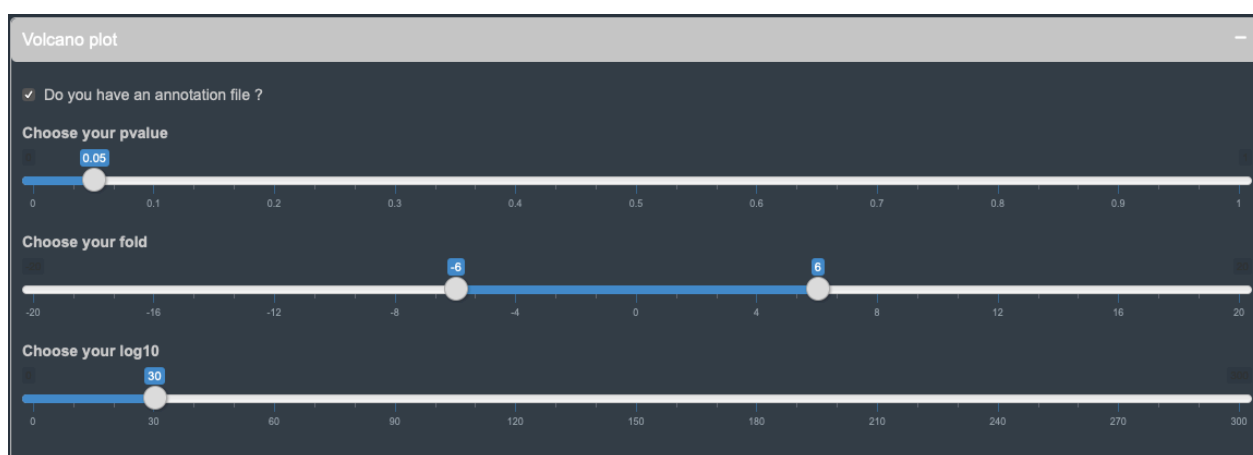 Volcano plot
Do you have an annotation file ?
Choose your pvalue
0.05
0 0.1 0.2 0.3 0.4 0.5 0.6 0.7 0.8 0.9 1
Choose your fold
-6 6
-20 -16 -12 -8 -4 0 4 8 12 16 20
Choose your log10
30
0 30 60 90 120 150 180 210 240 270 300